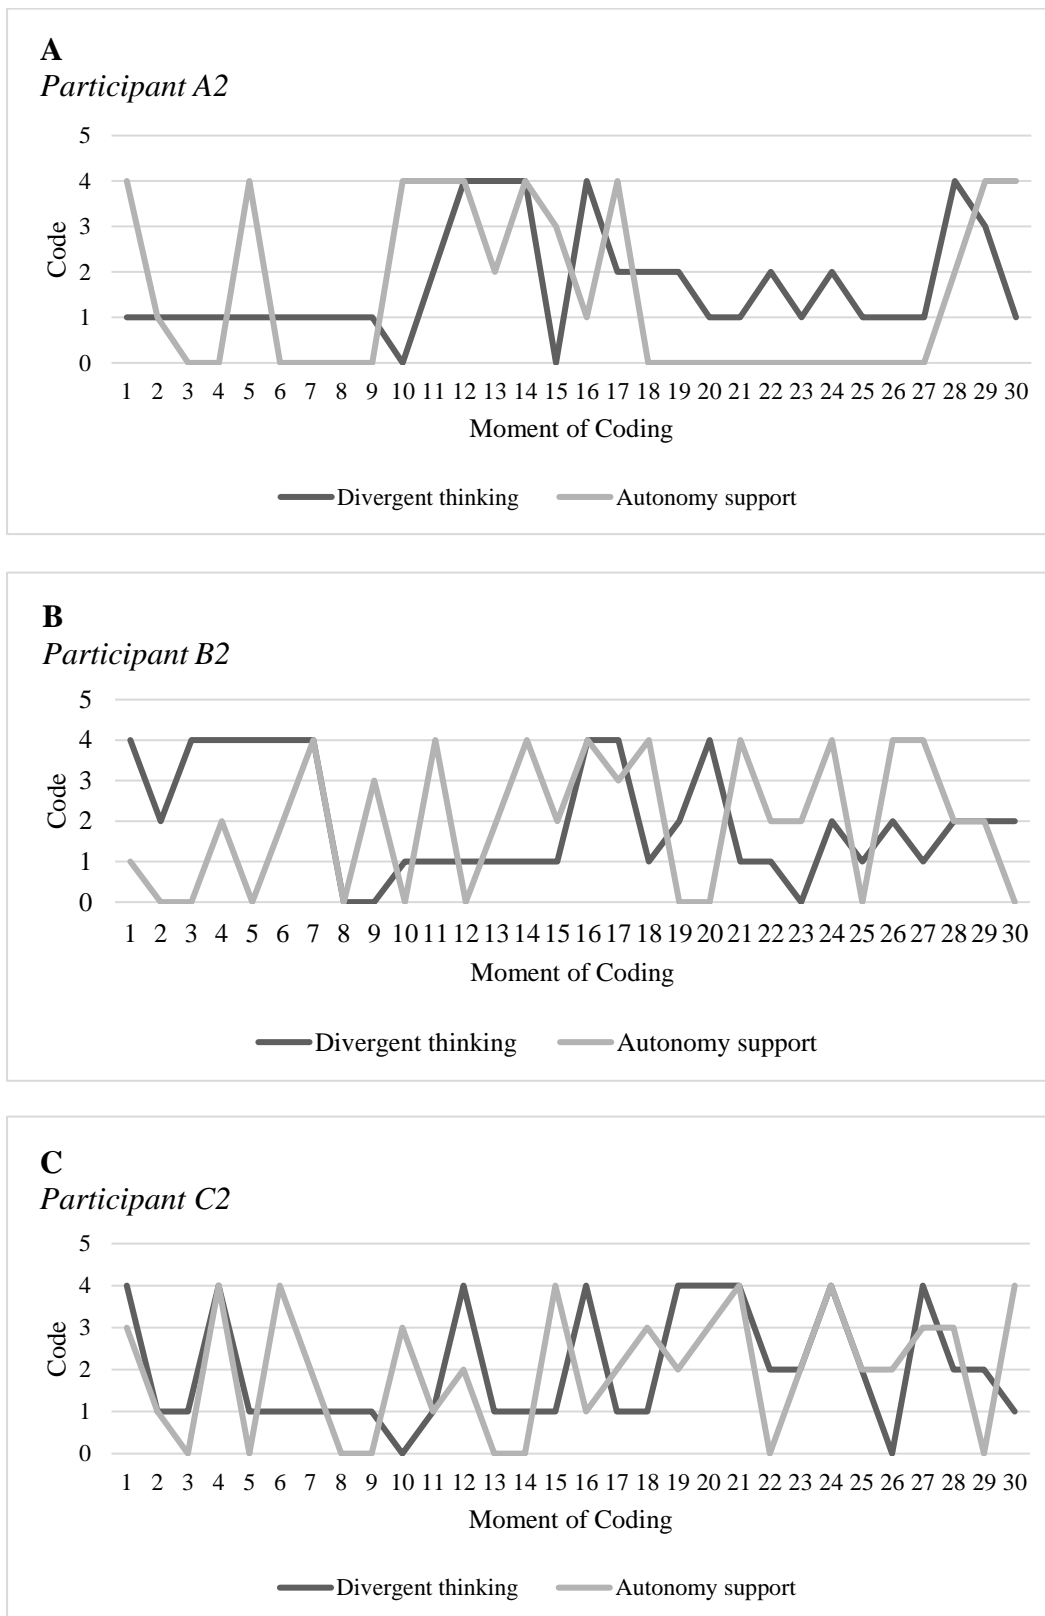 A
Participant A2
5
4
3
2
1
0
Code
1 2 3 4 5 6 7 8 9 10 11 12 13 14 15 16 17 18 19 20 21 22 23 24 25 26 27 28 29 30
Moment of Coding
Divergent thinking Autonomy support
B
Participant B2
5
4
3
2
1
0
Code
1 2 3 4 5 6 7 8 9 10 11 12 13 14 15 16 17 18 19 20 21 22 23 24 25 26 27 28 29 30
Moment of Coding
Divergent thinking Autonomy support
C
Participant C2
5
4
3
2
1
0
Code
1 2 3 4 5 6 7 8 9 10 11 12 13 14 15 16 17 18 19 20 21 22 23 24 25 26 27 28 29 30
Moment of Coding
Divergent thinking Autonomy support